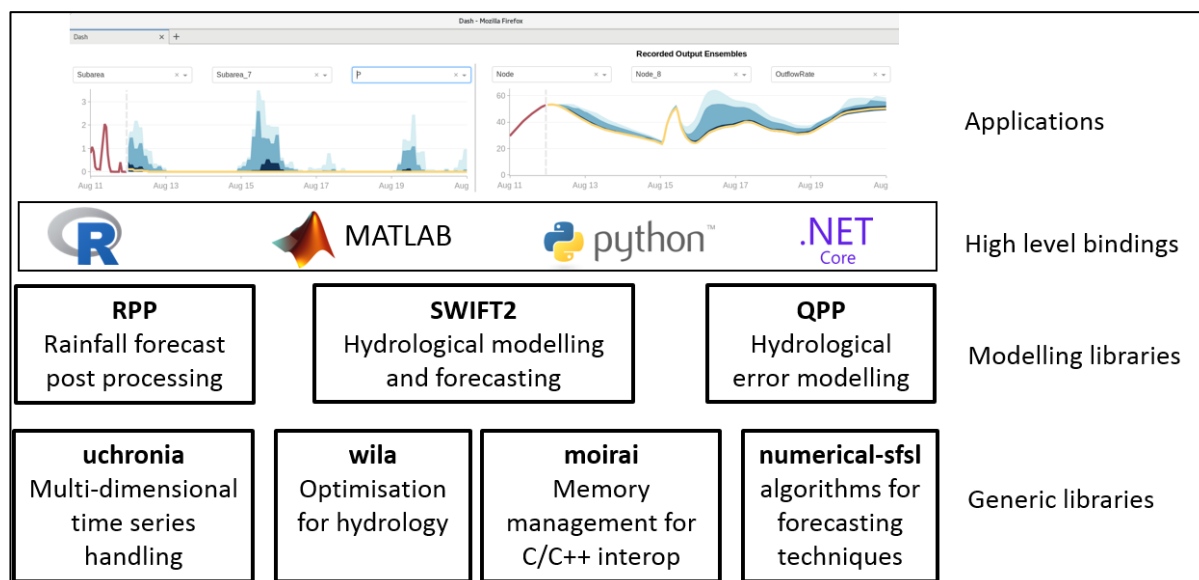 Dash - Mozilla Firefox
Dash × +
Recorded Output Ensembles
Subarea ×
Subarea_7 ×
P ×
Node ×
Node_8 ×
OutflowRate ×
3
2
1
0
Aug 11 Aug 13 Aug 15 Aug 17 Aug 19 Aug
60
40
20
0
Aug 11 Aug 13 Aug 15 Aug 17 Aug 19 Aug
Applications
R
MATLAB
python™
.NET
Core
High level bindings
RPP
Rainfall forecast
post processing
SWIFT2
Hydrological modelling
and forecasting
QPP
Hydrological
error modelling
Modelling libraries
uchronia
Multi-dimensional
time series
handling
wila
Optimisation
for hydrology
moirai
Memory
management for
C/C++ interop
numerical-sfsl
algorithms for
forecasting
techniques
Generic libraries